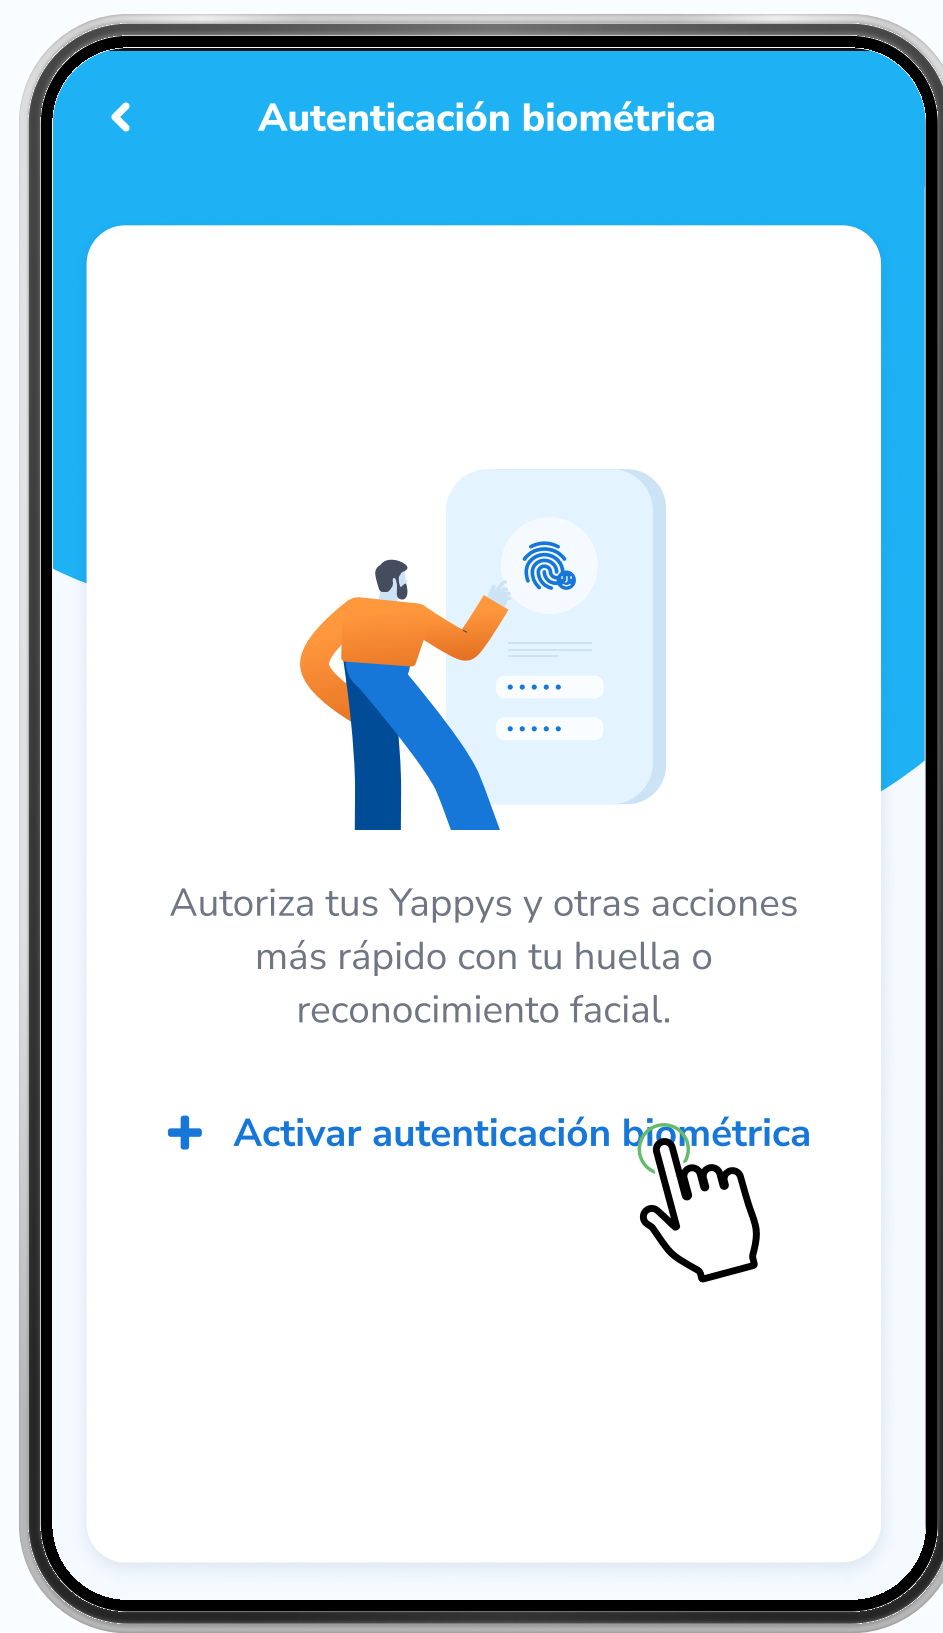 Autenticación biométrica
Autoriza tus Yappys y otras acciones
más rápido con tu huella o
reconocimiento facial.
Activar autenticación biométrica